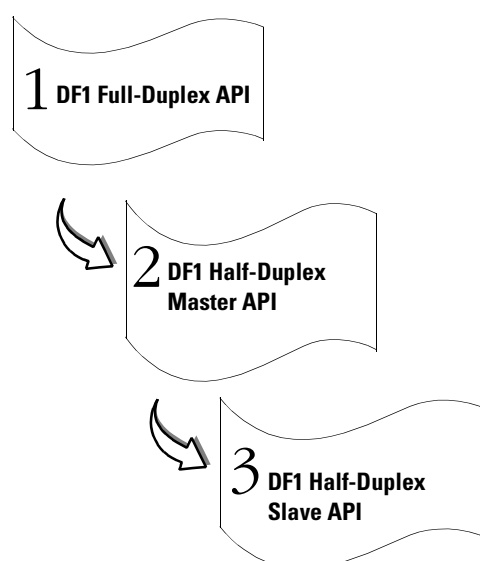 1 DF1 Full-Duplex API
2 DF1 Half-Duplex
Master API
3 DF1 Half-Duplex
Slave API